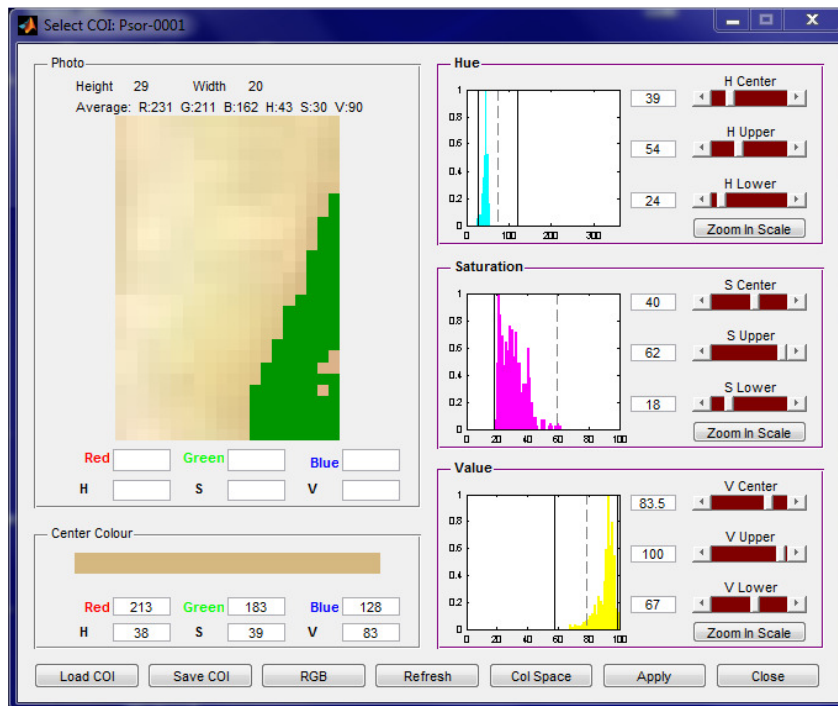 Select COI: Psor-0001
Photo
Height 29 Width 20
Average: R:231 G:211 B:162 H:43 S:30 V:90
Red Green Blue
H S V
Center Colour
Red 213 Green 183 Blue 128
H 38 S 39 V 83
Hue
1
0.8
0.6
0.4
0.2
0
0 100 200 300
H Center
39
H Upper
54
H Lower
24
Zoom In Scale
Saturation
1
0.8
0.6
0.4
0.2
0
0 20 40 60 80 100
S Center
40
S Upper
62
S Lower
18
Zoom In Scale
Value
1
0.8
0.6
0.4
0.2
0
0 20 40 60 80 100
V Center
83.5
V Upper
100
V Lower
67
Zoom In Scale
Load COI Save COI RGB Refresh Col Space Apply Close